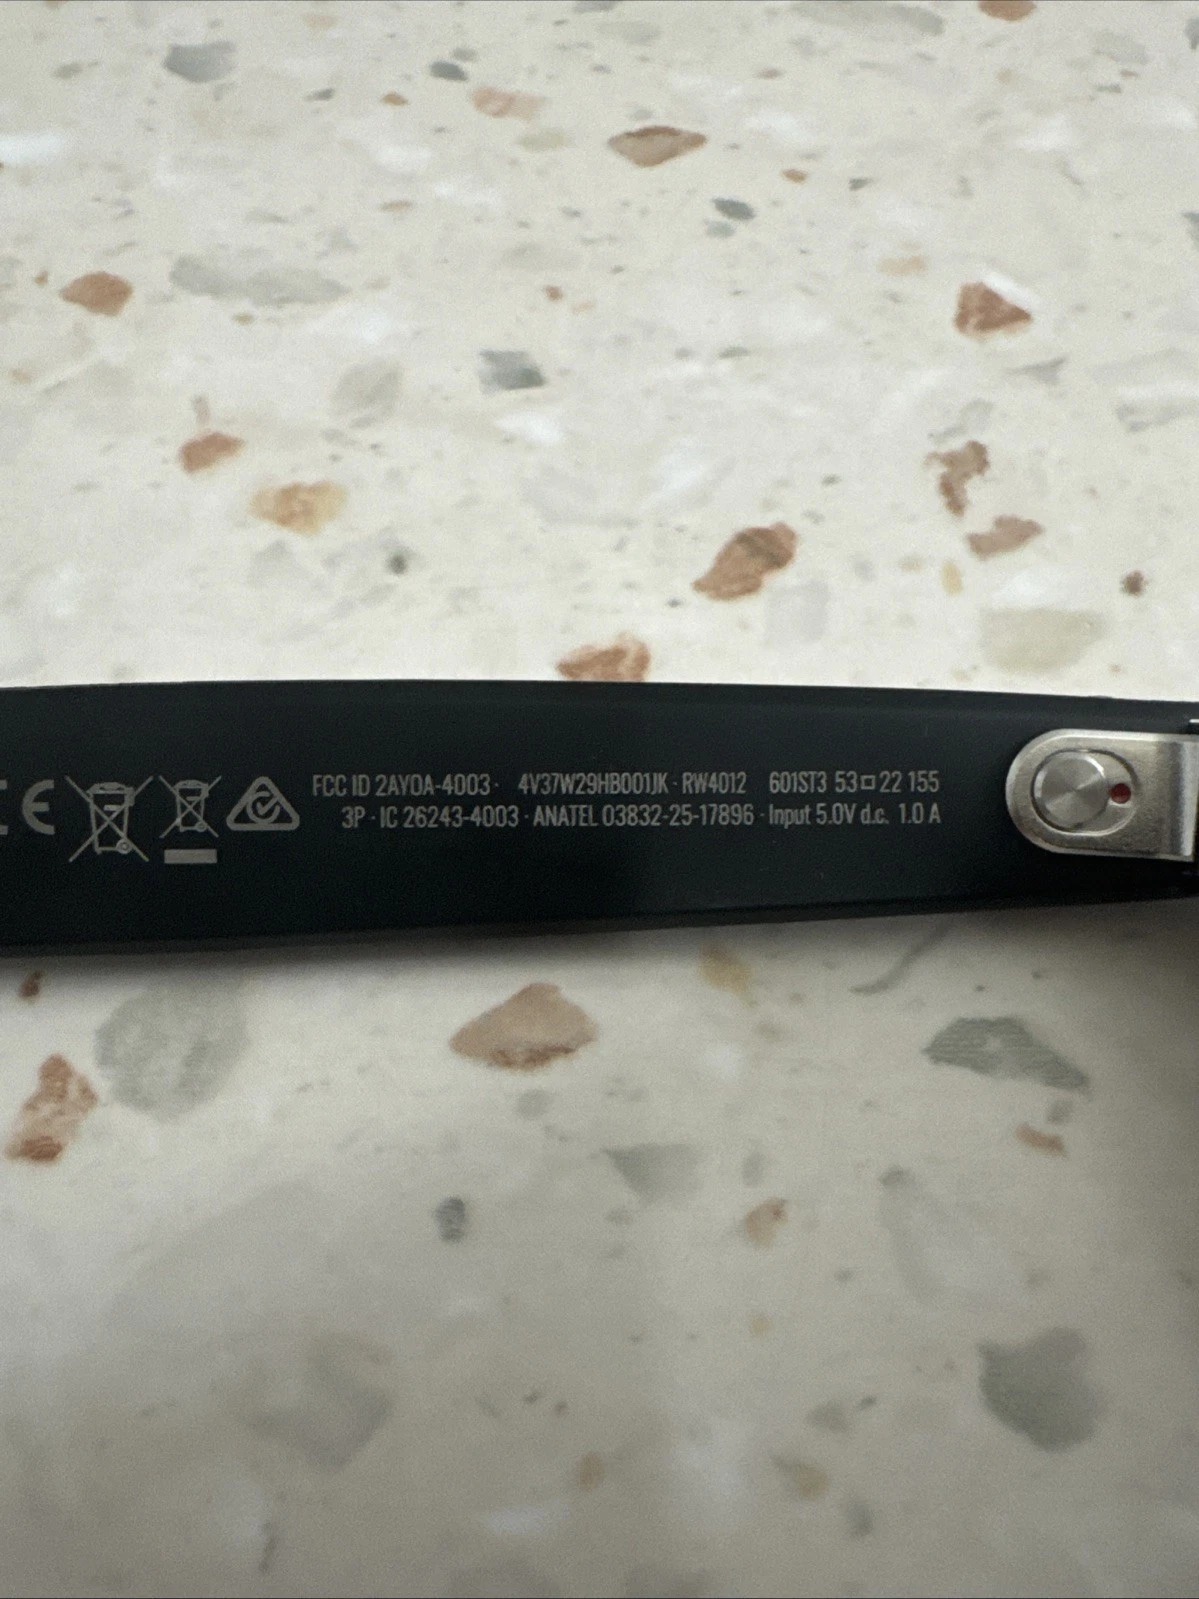 CE FCC ID 2AYOA-4003 · 4V37W29HB001JK · RW4012 601ST3 53□22 155
3P · IC 26243-4003 · ANATEL 03832-25-17896 · Input 5.0V d.c. 1.0 A